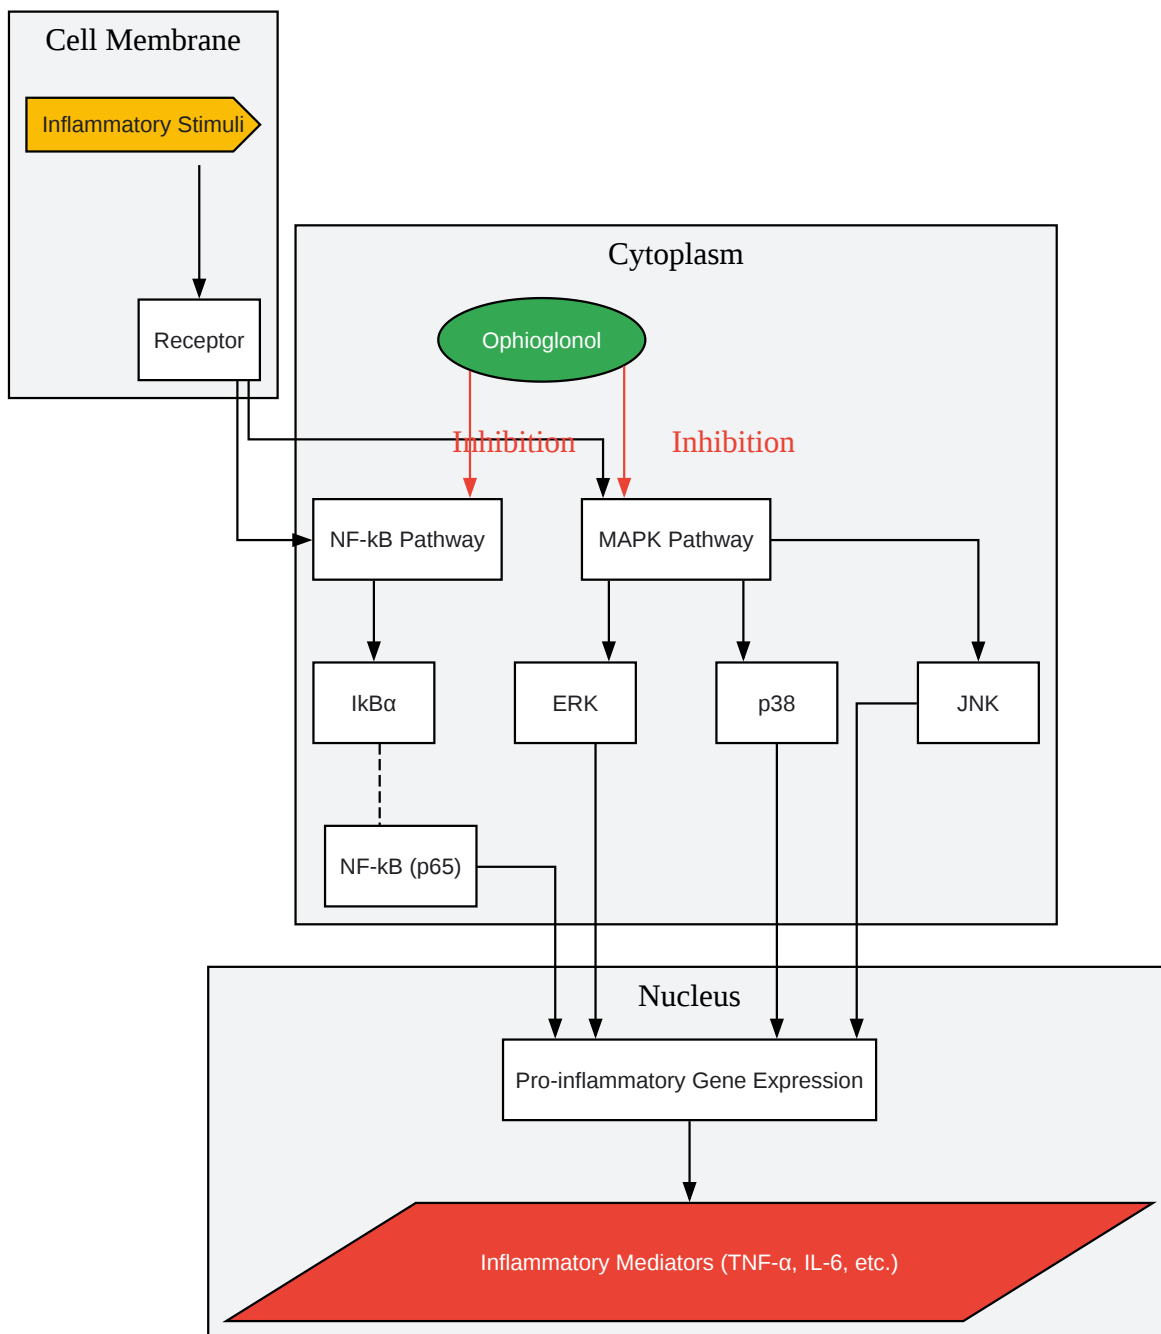 Cell Membrane
Inflammatory Stimuli
Receptor
Cytoplasm
Ophioglonol
Inhibition
Inhibition
NF-kB Pathway
MAPK Pathway
IkBα
ERK
p38
JNK
NF-kB (p65)
Nucleus
Pro-inflammatory Gene Expression
Inflammatory Mediators (TNF-α, IL-6, etc.)